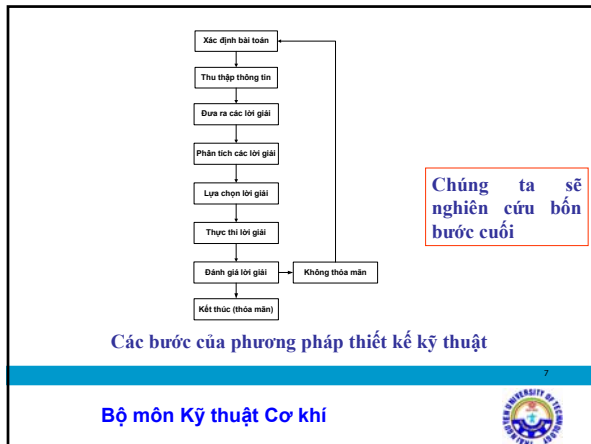 Xác định bài toán
Thu thập thông tin
Đưa ra các lời giải
Phân tích các lời giải
Lựa chọn lời giải
Thực thi lời giải
Đánh giá lời giải
Không thỏa mãn
Kết thúc (thỏa mãn)
Chúng ta sẽ
nghiên cứu bốn
bước cuối
Các bước của phương pháp thiết kế kỹ thuật
7
Bộ môn Kỹ thuật Cơ khí
UNIVERSITY OF TECHNOLOGY